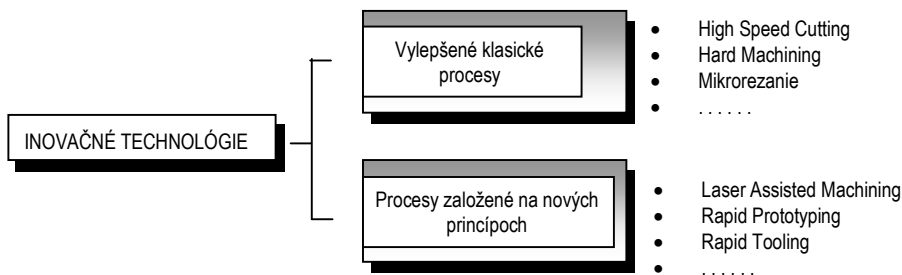 INOVAČNÉ TECHNOLÓGIE
Vylepšené klasické
procesy
• High Speed Cutting
• Hard Machining
• Mikrorezanie
• . . . . . .
Procesy založené na nových
princípoch
• Laser Assisted Machining
• Rapid Prototyping
• Rapid Tooling
• . . . . . .